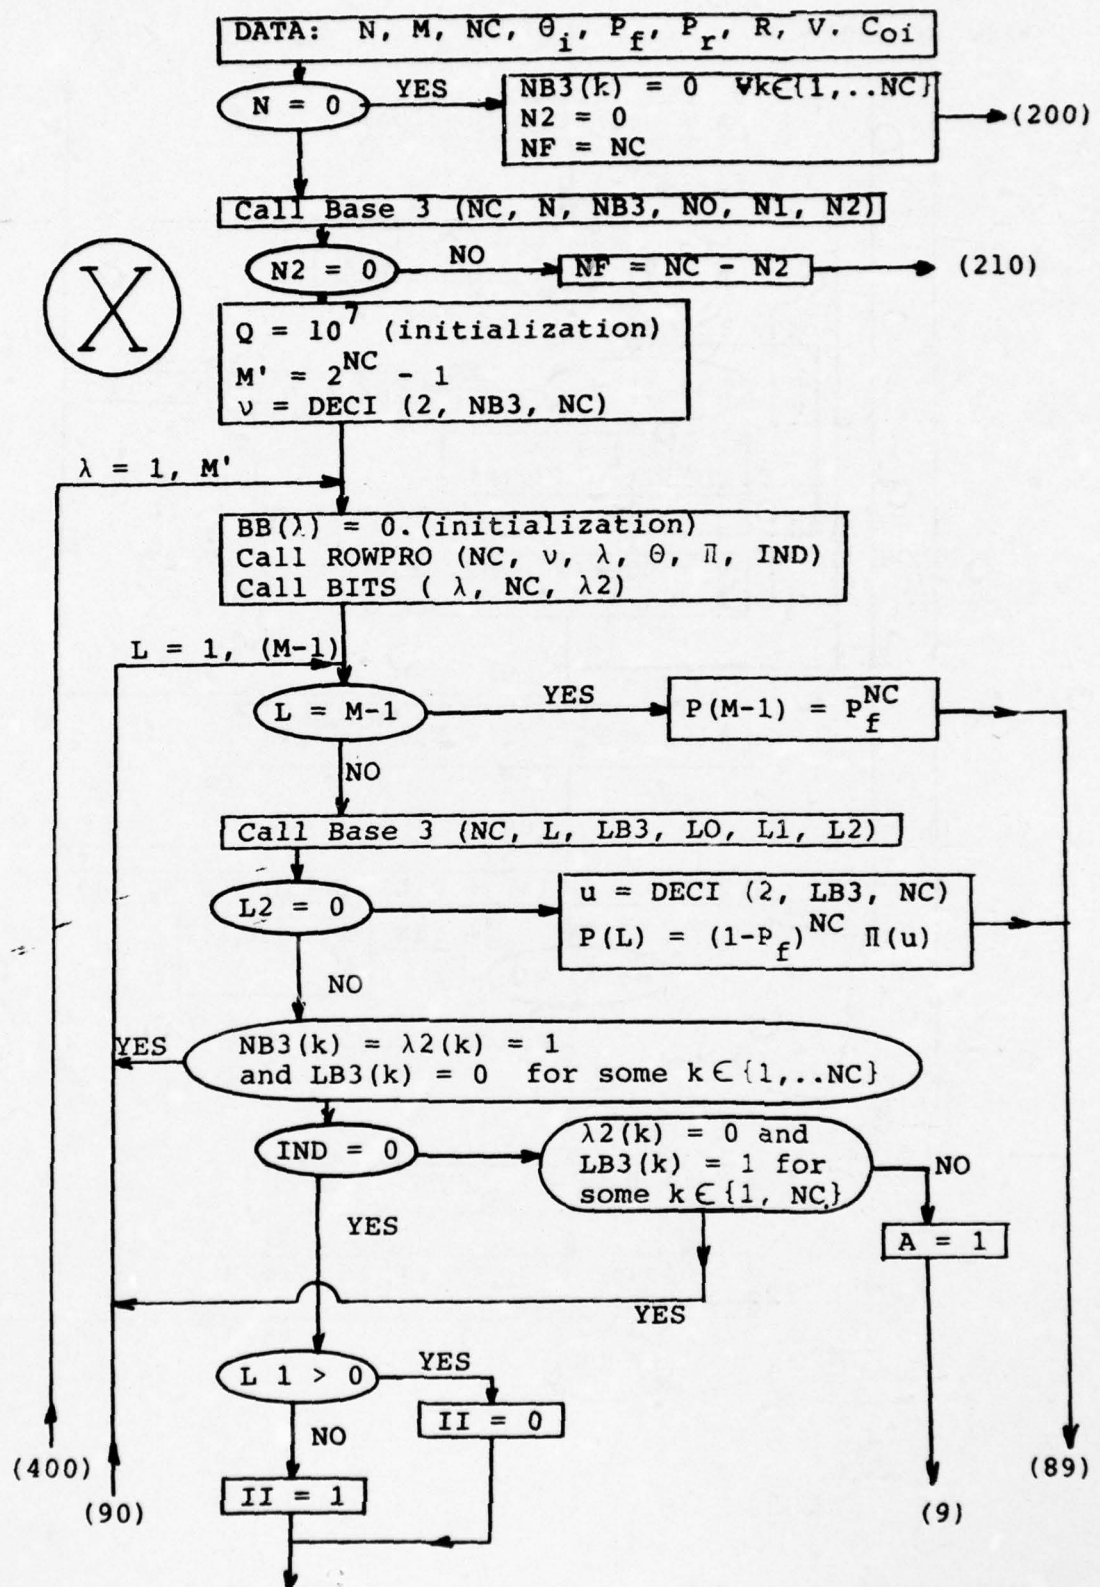 DATA: N, M, NC, θi, Pf, Pr, R, V. Coi
N = 0
YES
NB3(k) = 0 ∀k∈{1,..NC}
N2 = 0
NF = NC
(200)
Call Base 3 (NC, N, NB3, NO, N1, N2)
N2 = 0
NO
NF = NC - N2
(210)
X
Q = 10^7 (initialization)
M' = 2^NC - 1
ν = DECI (2, NB3, NC)
λ = 1, M'
BB(λ) = 0.(initialization)
Call ROWPRO (NC, ν, λ, θ, Π, IND)
Call BITS ( λ, NC, λ2)
L = 1, (M-1)
L = M-1
YES
P(M-1) = Pf^NC
NO
Call Base 3 (NC, L, LB3, LO, L1, L2)
L2 = 0
u = DECI (2, LB3, NC)
P(L) = (1-Pf)^NC Π(u)
NO
YES
NB3(k) = λ2(k) = 1
and LB3(k) = 0 for some k∈{1,..NC}
IND = 0
λ2(k) = 0 and
LB3(k) = 1 for
some k∈{1, NC}
NO
YES
A = 1
YES
L 1 > 0
YES
II = 0
NO
II = 1
(400)
(90)
(9)
(89)